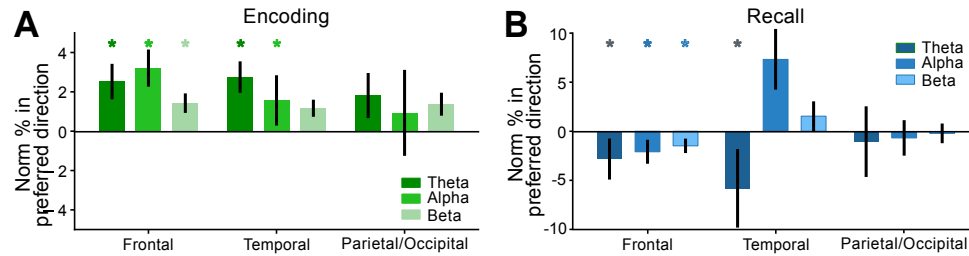 A
Encoding
Norm % in
preferred direction
4
2
0
2
4
* * * * *
Theta
Alpha
Beta
Frontal
Temporal
Parietal/Occipital
B
Recall
Norm % in
preferred direction
10
5
0
-5
-10
* * * *
Theta
Alpha
Beta
Frontal
Temporal
Parietal/Occipital